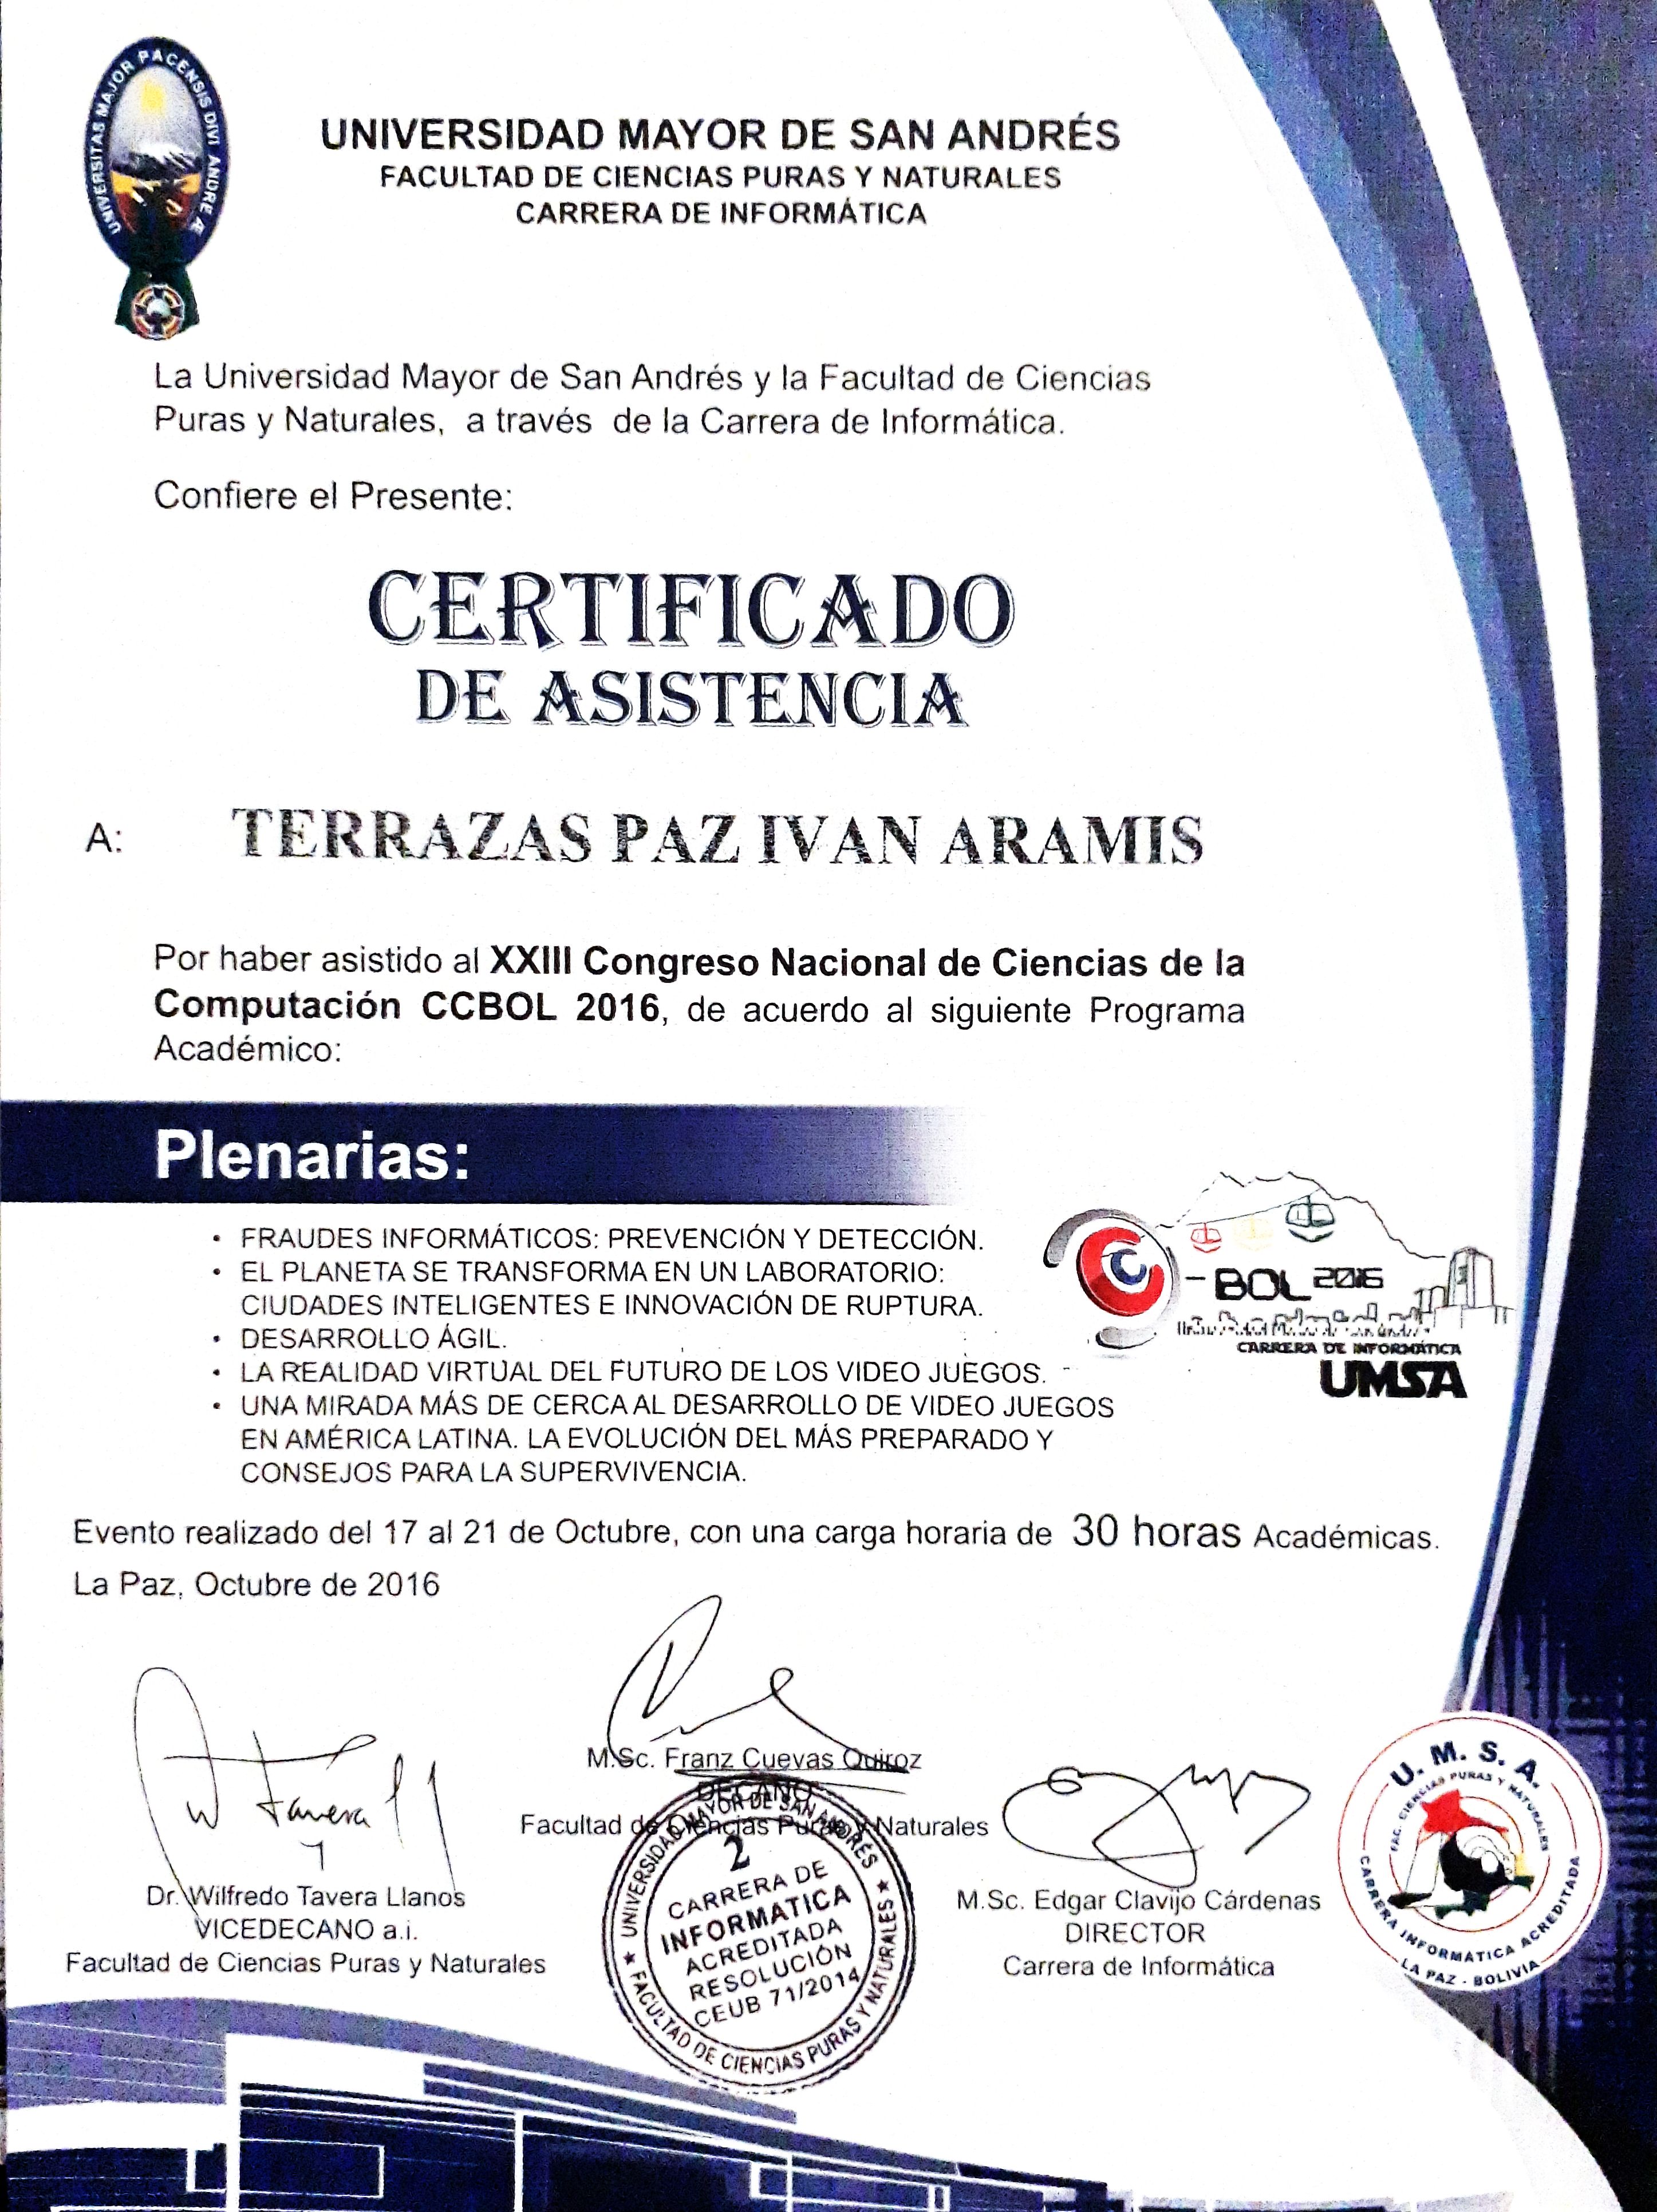 UNIVERSITAS MAJOR PACENSIS DIVI ANDRE Æ
UNIVERSIDAD MAYOR DE SAN ANDRÉS
FACULTAD DE CIENCIAS PURAS Y NATURALES
CARRERA DE INFORMÁTICA
La Universidad Mayor de San Andrés y la Facultad de Ciencias
Puras y Naturales, a través de la Carrera de Informática.
Confiere el Presente:
CERTIFICADO
DE ASISTENCIA
A: TERRAZAS PAZ IVAN ARAMIS
Por haber asistido al XXIII Congreso Nacional de Ciencias de la
Computación CCBOL 2016, de acuerdo al siguiente Programa
Académico:
Plenarias:
• FRAUDES INFORMÁTICOS: PREVENCIÓN Y DETECCIÓN.
• EL PLANETA SE TRANSFORMA EN UN LABORATORIO:
CIUDADES INTELIGENTES E INNOVACIÓN DE RUPTURA.
• DESARROLLO ÁGIL.
• LA REALIDAD VIRTUAL DEL FUTURO DE LOS VIDEO JUEGOS.
• UNA MIRADA MÁS DE CERCA AL DESARROLLO DE VIDEO JUEGOS
EN AMÉRICA LATINA. LA EVOLUCIÓN DEL MÁS PREPARADO Y
CONSEJOS PARA LA SUPERVIVENCIA.
CC-BOL 2016
CARRERA DE INFORMÁTICA
UMSA
Evento realizado del 17 al 21 de Octubre, con una carga horaria de 30 horas Académicas.
La Paz, Octubre de 2016
M.Sc. Franz Cuevas Quiroz
DECANO
Facultad de Ciencias Puras y Naturales
W Tavera Ll
Dr. Wilfredo Tavera Llanos
VICEDECANO a.i.
Facultad de Ciencias Puras y Naturales
M.Sc. Edgar Clavijo Cárdenas
DIRECTOR
Carrera de Informática
UNIVERSIDAD MAYOR DE SAN ANDRÉS
2
CARRERA DE
INFORMATICA
ACREDITADA
RESOLUCIÓN
CEUB 71/2014
FACULTAD DE CIENCIAS PURAS Y NATURALES
U. M. S. A.
FAC. CIENCIAS PURAS Y NATURALES
CARRERA INFORMÁTICA ACREDITADA
LA PAZ - BOLIVIA